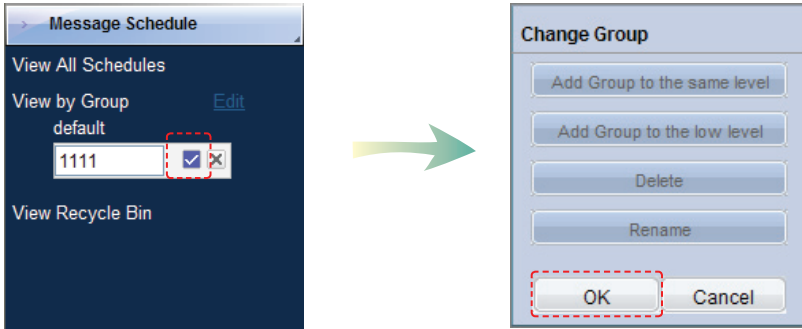 Message Schedule
View All Schedules
View by Group Edit
default
1111
View Recycle Bin
Change Group
Add Group to the same level
Add Group to the low level
Delete
Rename
OK Cancel